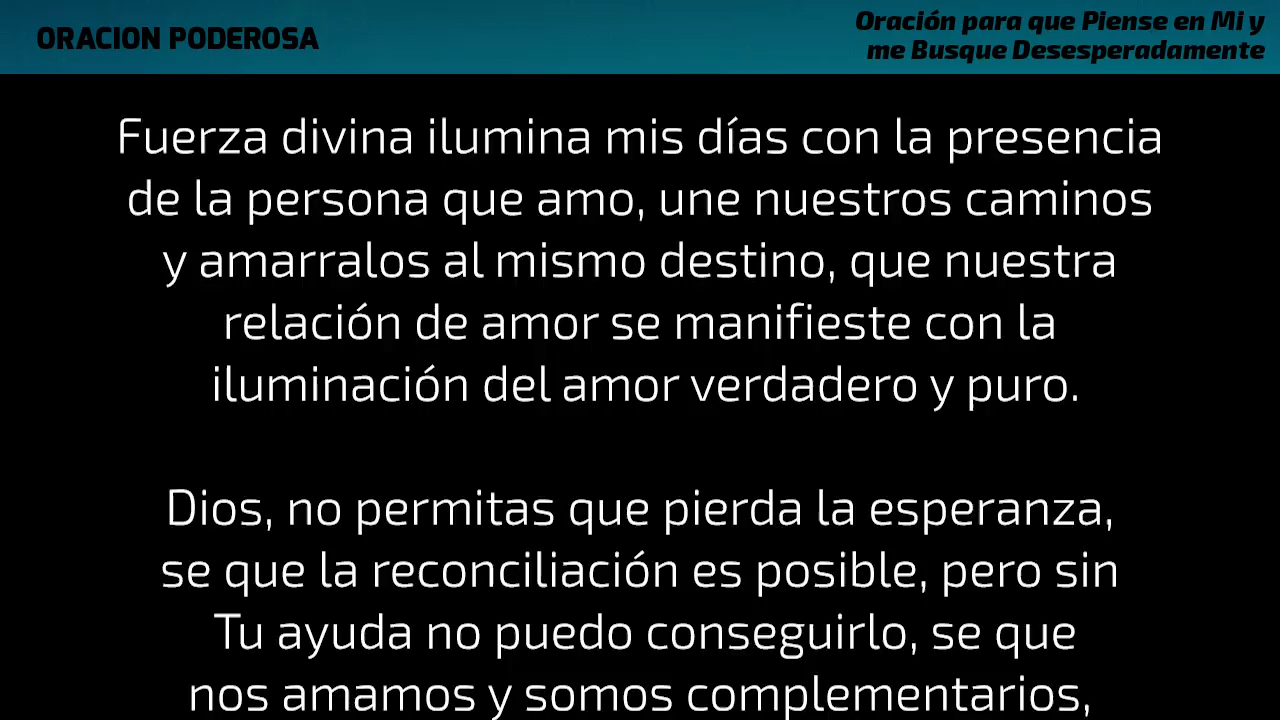 ORACION PODEROSA
Oración para que Piense en Mi y
me Busque Desesperadamente
Fuerza divina ilumina mis días con la presencia
de la persona que amo, une nuestros caminos
y amarralos al mismo destino, que nuestra
relación de amor se manifieste con la
iluminación del amor verdadero y puro.
Dios, no permitas que pierda la esperanza,
se que la reconciliación es posible, pero sin
Tu ayuda no puedo conseguirlo, se que
nos amamos y somos complementarios,